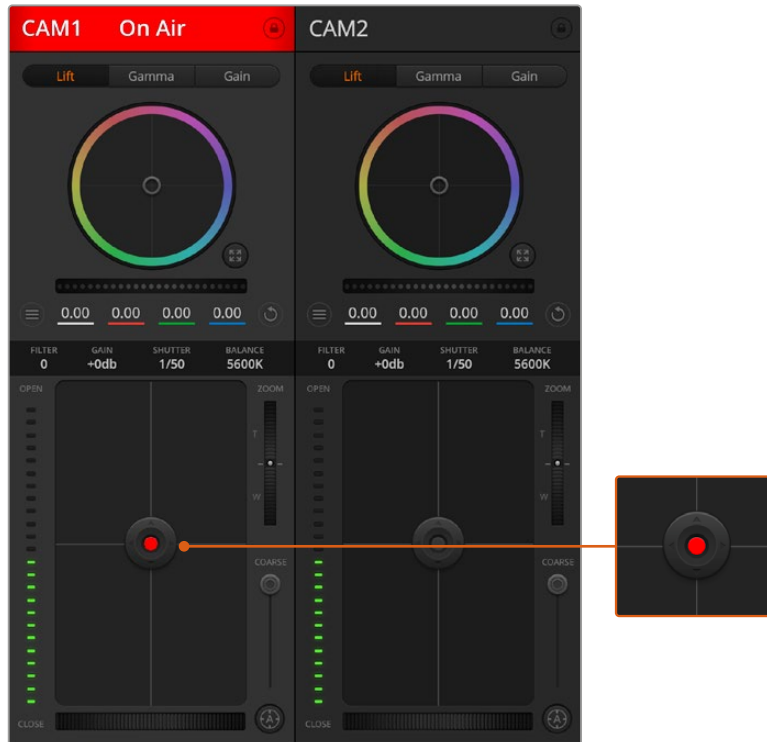 CAM1 On Air
Lift Gamma Gain
0.00 0.00 0.00 0.00
FILTER GAIN SHUTTER BALANCE
0 +0db 1/50 5600K
OPEN ZOOM
T
W
COARSE
CLOSE A
CAM2
Lift Gamma Gain
0.00 0.00 0.00 0.00
FILTER GAIN SHUTTER BALANCE
0 +0db 1/50 5600K
OPEN ZOOM
T
W
COARSE
CLOSE A